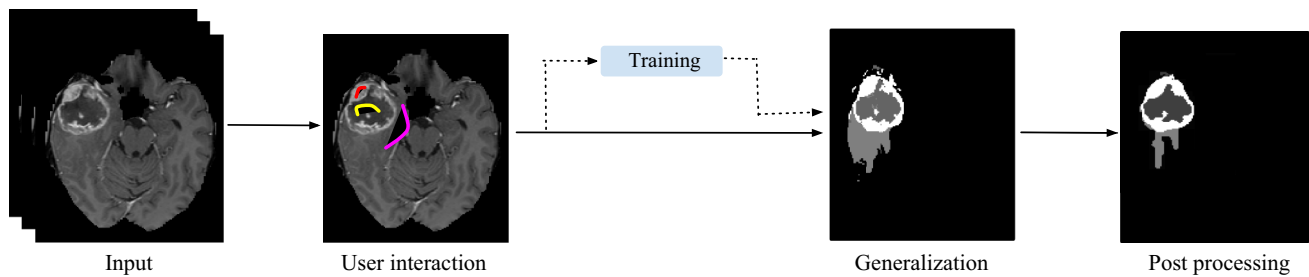 Training
Input
User interaction
Generalization
Post processing